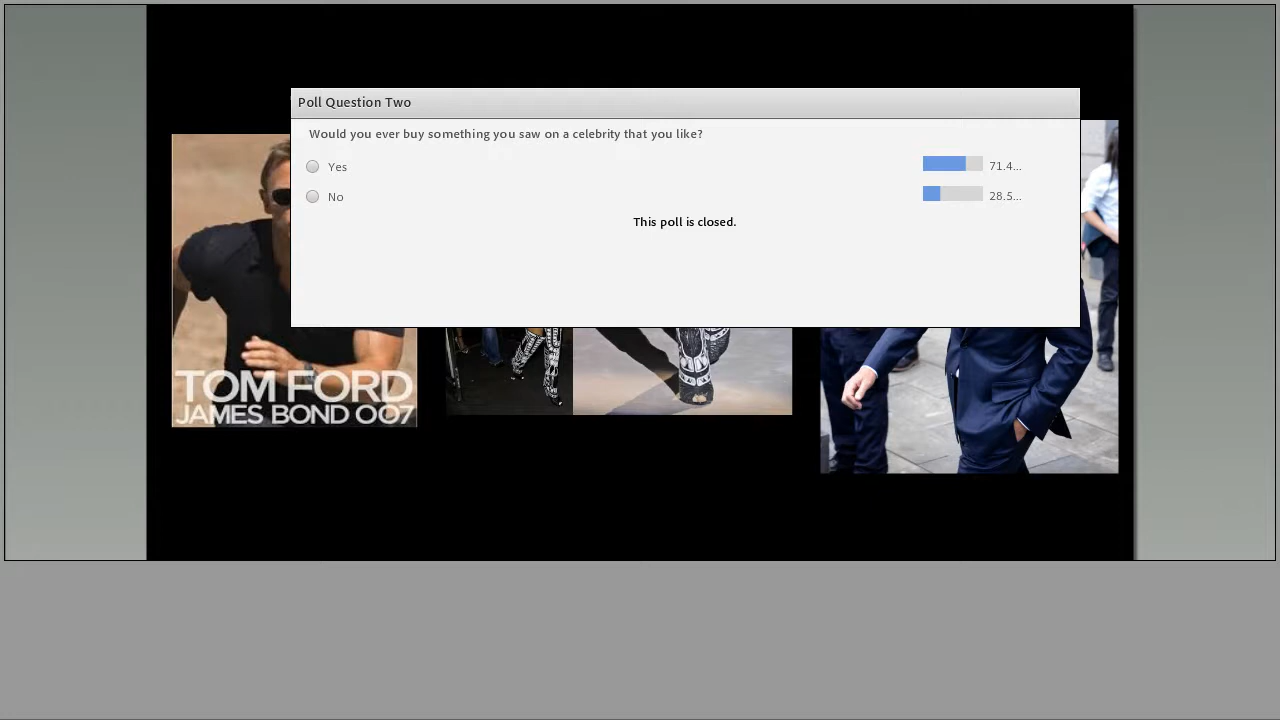 Poll Question Two
Would you ever buy something you saw on a celebrity that you like?
Yes 71.4...
No 28.5...
This poll is closed.
TOM FORD
JAMES BOND 007